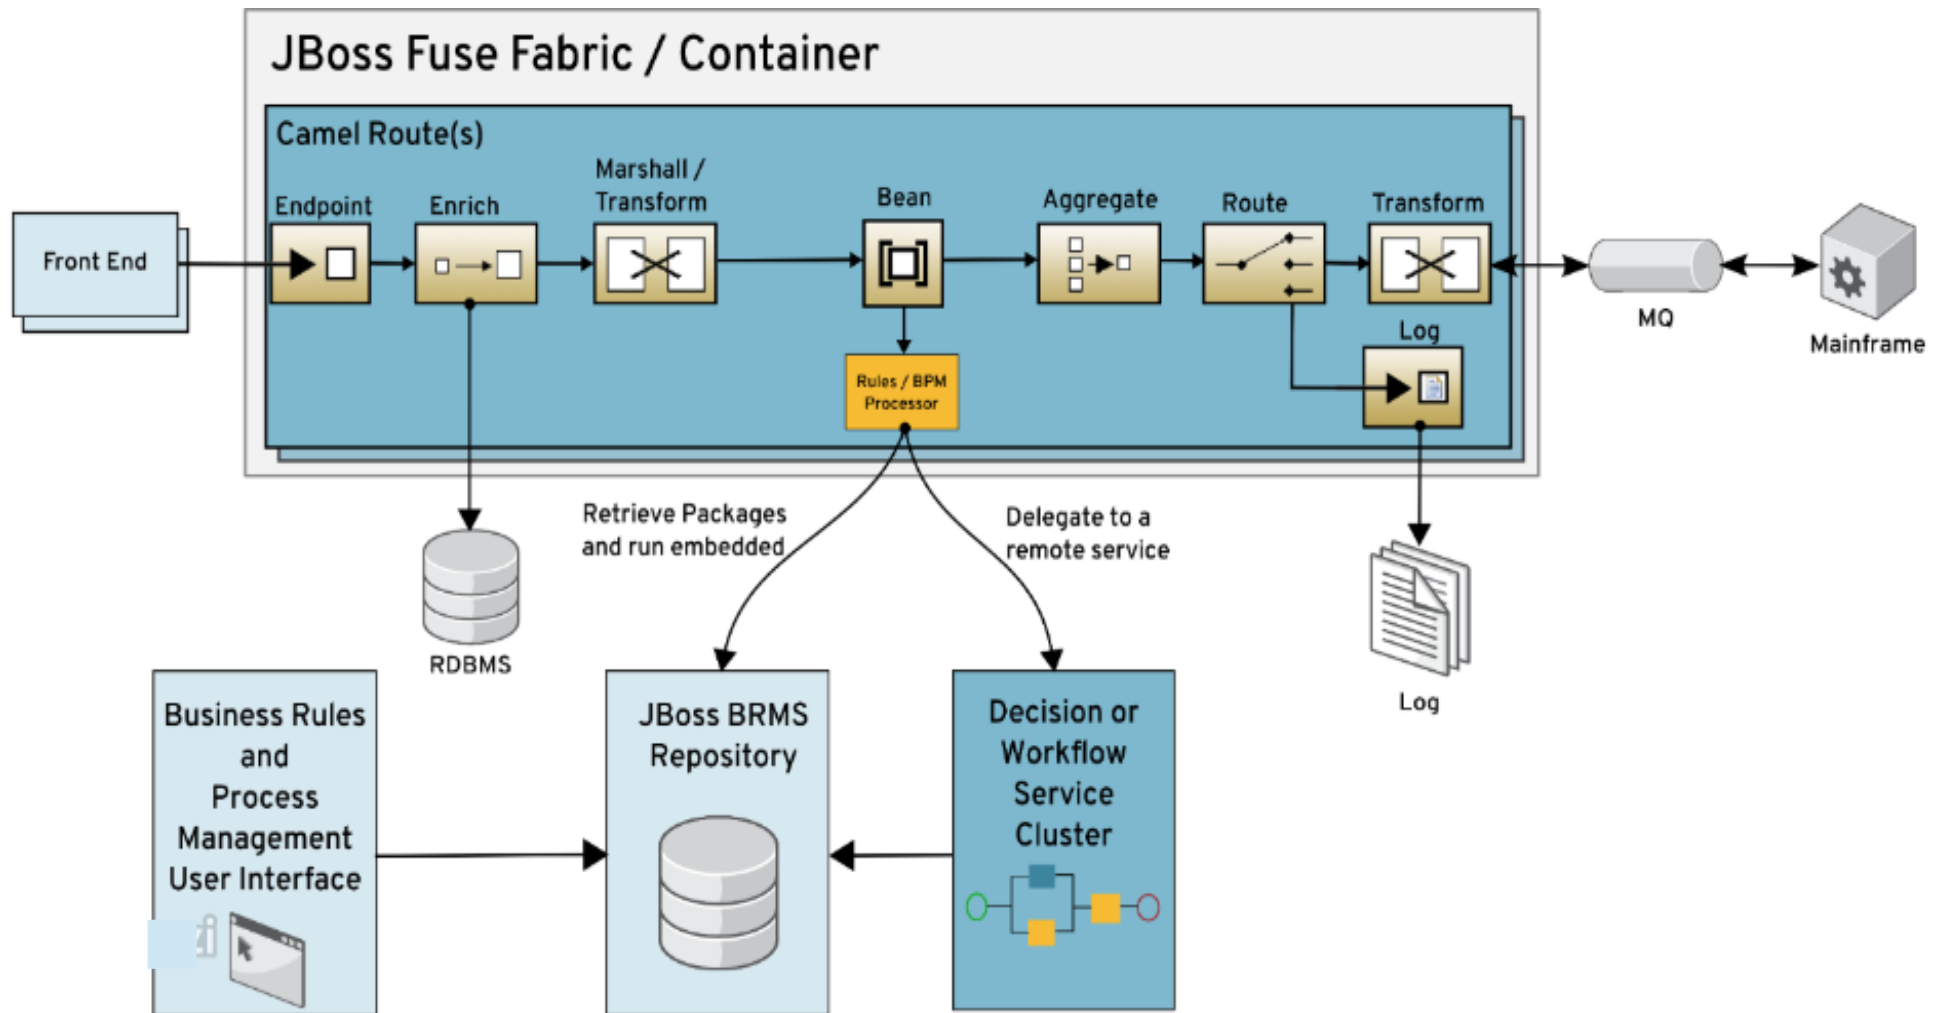 JBoss Fuse Fabric / Container
Camel Route(s)
Endpoint
Enrich
Marshall /
Transform
Bean
Aggregate
Route
Transform
Front End
Log
MQ
Mainframe
Rules / BPM
Processor
Retrieve Packages
and run embedded
Delegate to a
remote service
RDBMS
Log
Business Rules
and
Process
Management
User Interface
JBoss BRMS
Repository
Decision or
Workflow
Service
Cluster